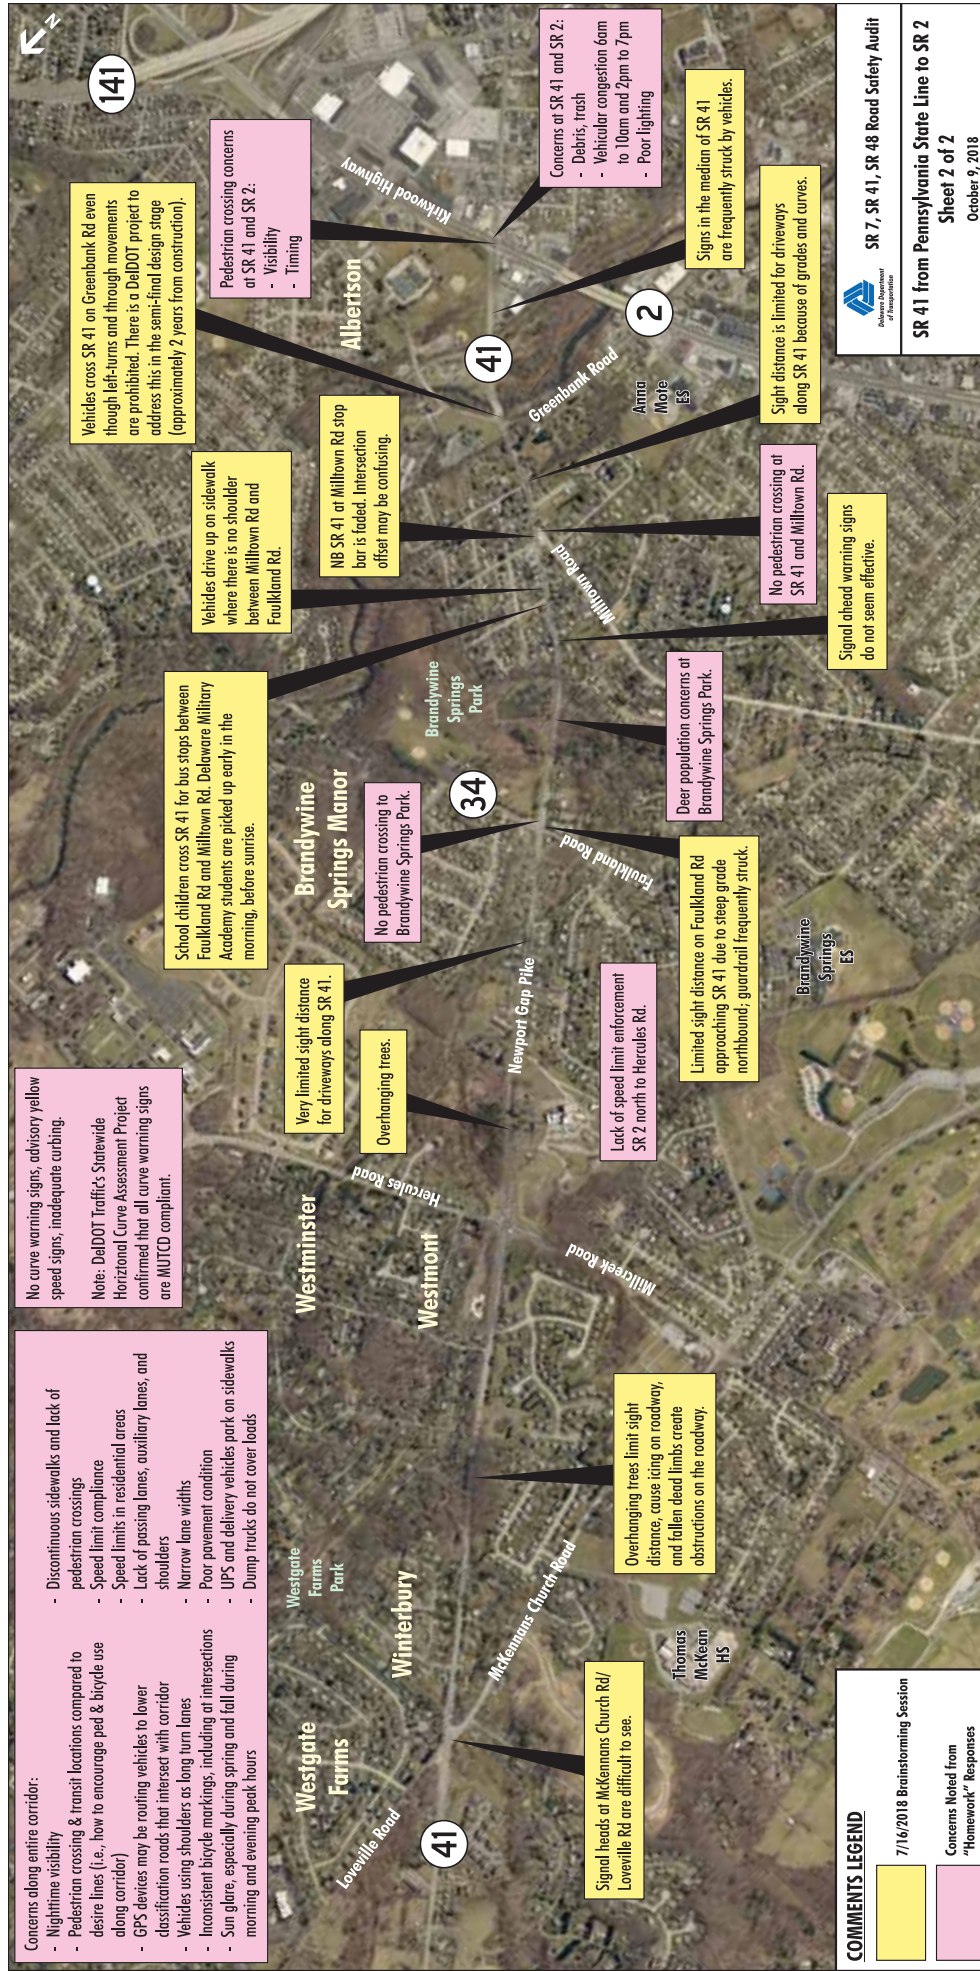 Concerns along entire corridor:
- Nighttime visibility
- Pedestrian crossing & transit locations compared to
desire lines (i.e., how to encourage ped & bicycle use
along corridor)
- GPS devices may be routing vehicles to lower
classification roads that intersect with corridor
- Vehicles using shoulders as long turn lanes
- Inconsistent bicycle markings, including at intersections
- Sun glare, especially during spring and fall during
morning and evening peak hours
- Discontinuous sidewalks and lack of
pedestrian crossings
- Speed limit compliance
- Speed limits in residential areas
- Lack of passing lanes, auxiliary lanes, and
shoulders
- Narrow lane widths
- Poor pavement condition
- UPS and delivery vehicles park on sidewalks
- Dump trucks do not cover loads
No curve warning signs, advisory yellow
speed signs, inadequate curbing.
Note: DelDOT Traffic's Statewide
Horiztonal Curve Assessment Project
confirmed that all curve warning signs
are MUTCD compliant.
School children cross SR 41 for bus stops between
Faulkland Rd and Milltown Rd. Delaware Military
Academy students are picked up early in the
morning, before sunrise.
Vehicles drive up on sidewalk
where there is no shoulder
between Milltown Rd and
Faulkland Rd.
Vehicles cross SR 41 on Greenbank Rd even
though left-turns and through movements
are prohibited. There is a DelDOT project to
address this in the semi-final design stage
(approximately 2 years from construction).
141
N
Pedestrian crossing concerns
at SR 41 and SR 2:
- Visibility
- Timing
Very limited sight distance
for driveways along SR 41.
Overhanging trees.
No pedestrian crossing to
Brandywine Springs Park.
NB SR 41 at Milltown Rd stop
bar is faded. Intersection
offset may be confusing.
Westgate
Farms
Westgate
Farms
Park
Winterbury
Westminster
Westmont
Brandywine
Springs Manor
Brandywine
Springs
Park
Albertson
Loveville Road
Hercules Road
Kirkwood Highway
41
34
41
2
McKennans Church Road
Millcreek Road
Newport Gap Pike
Faulkland Road
Milltown Road
Greenbank Road
Concerns at SR 41 and SR 2:
- Debris, trash
- Vehicular congestion 6am
to 10am and 2pm to 7pm
- Poor lighting
Signal heads at McKennans Church Rd/
Loveville Rd are difficult to see.
Thomas
McKean
HS
Overhanging trees limit sight
distance, cause icing on roadway,
and fallen dead limbs create
obstructions on the roadway.
Lack of speed limit enforcement
SR 2 north to Hercules Rd.
Limited sight distance on Faulkland Rd
approaching SR 41 due to steep grade
northbound; guardrail frequently struck.
Brandywine
Springs
ES
Deer population concerns at
Brandywine Springs Park.
Signal ahead warning signs
do not seem effective.
No pedestrian crossing at
SR 41 and Milltown Rd.
Anna
Mote
ES
Sight distance is limited for driveways
along SR 41 because of grades and curves.
Signs in the median of SR 41
are frequently struck by vehicles.
COMMENTS LEGEND
7/16/2018 Brainstorming Session
Concerns Noted from
"Homework" Responses
Delaware Department
of Transportation
SR 7, SR 41, SR 48 Road Safety Audit
SR 41 from Pennsylvania State Line to SR 2
Sheet 2 of 2
October 9, 2018